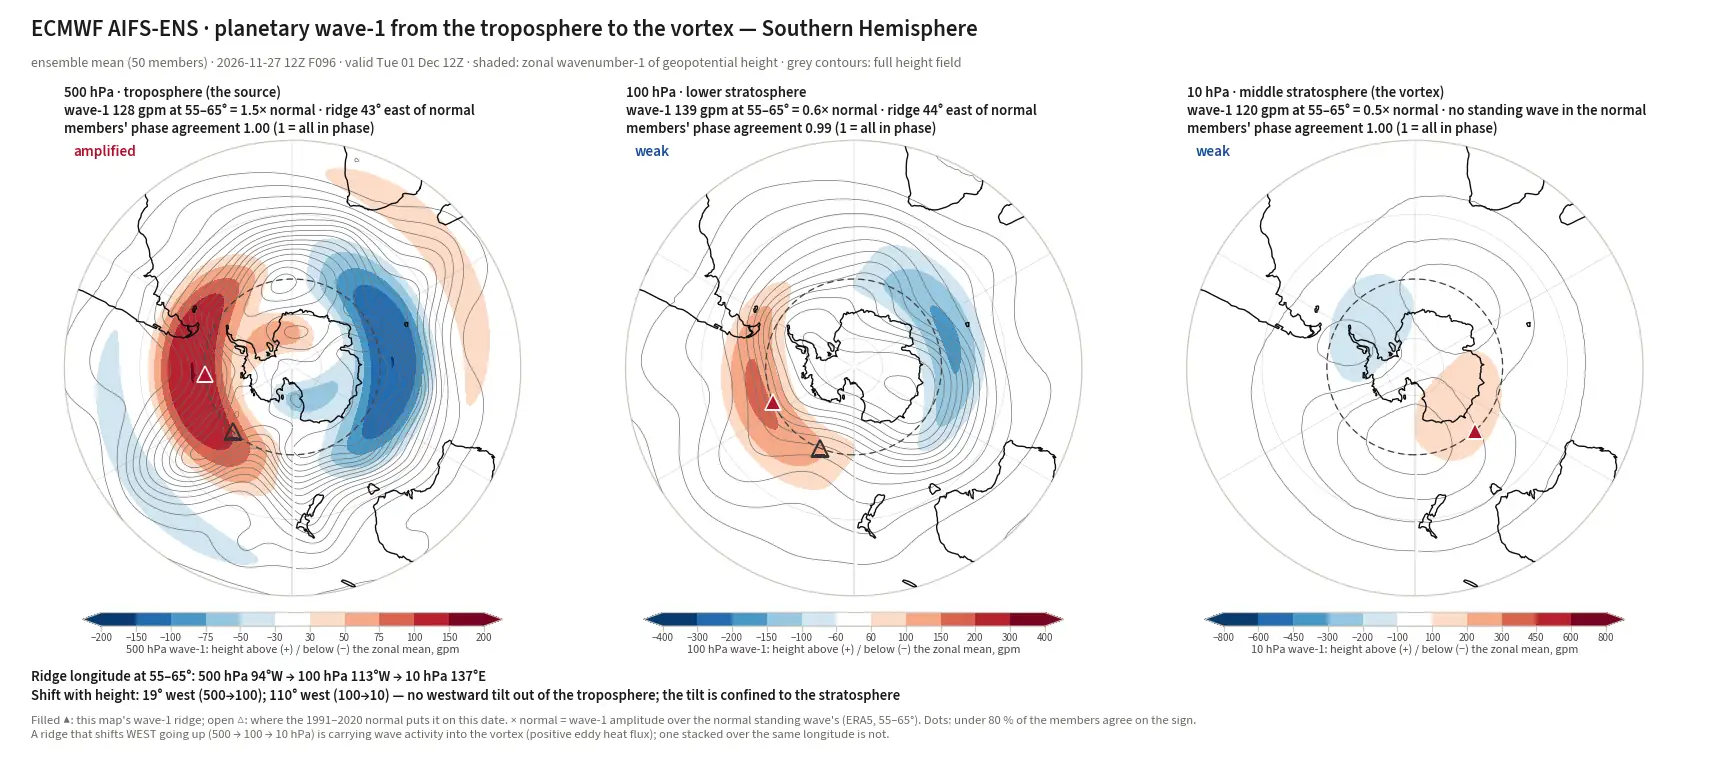 ECMWF AIFS-ENS · planetary wave-1 from the troposphere to the vortex — Southern Hemisphere
ensemble mean (50 members) · 2026-11-27 12Z F096 · valid Tue 01 Dec 12Z · shaded: zonal wavenumber-1 of geopotential height · grey contours: full height field
500 hPa · troposphere (the source)
wave-1 128 gpm at 55–65° = 1.5× normal · ridge 43° east of normal
members' phase agreement 1.00 (1 = all in phase)
amplified
100 hPa · lower stratosphere
wave-1 139 gpm at 55–65° = 0.6× normal · ridge 44° east of normal
members' phase agreement 0.99 (1 = all in phase)
weak
10 hPa · middle stratosphere (the vortex)
wave-1 120 gpm at 55–65° = 0.5× normal · no standing wave in the normal
members' phase agreement 1.00 (1 = all in phase)
weak
−200 −150 −100 −75 −50 −30 30 50 75 100 150 200
500 hPa wave-1: height above (+) / below (−) the zonal mean, gpm
−400 −300 −200 −150 −100 −60 60 100 150 200 300 400
100 hPa wave-1: height above (+) / below (−) the zonal mean, gpm
−800 −600 −450 −300 −200 −100 100 200 300 450 600 800
10 hPa wave-1: height above (+) / below (−) the zonal mean, gpm
Ridge longitude at 55–65°: 500 hPa 94°W → 100 hPa 113°W → 10 hPa 137°E
Shift with height: 19° west (500→100); 110° west (100→10) — no westward tilt out of the troposphere; the tilt is confined to the stratosphere
Filled ▲: this map's wave-1 ridge; open △: where the 1991–2020 normal puts it on this date. × normal = wave-1 amplitude over the normal standing wave's (ERA5, 55–65°). Dots: under 80 % of the members agree on the sign.
A ridge that shifts WEST going up (500 → 100 → 10 hPa) is carrying wave activity into the vortex (positive eddy heat flux); one stacked over the same longitude is not.